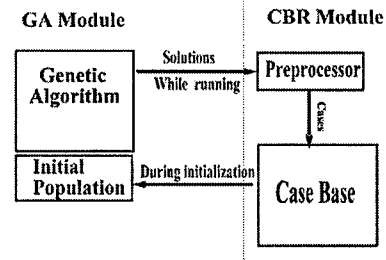 GA Module
CBR Module
Genetic
Algorithm
Solutions
While running
Preprocessor
Cases
Initial
Population
During initialization
Case Base